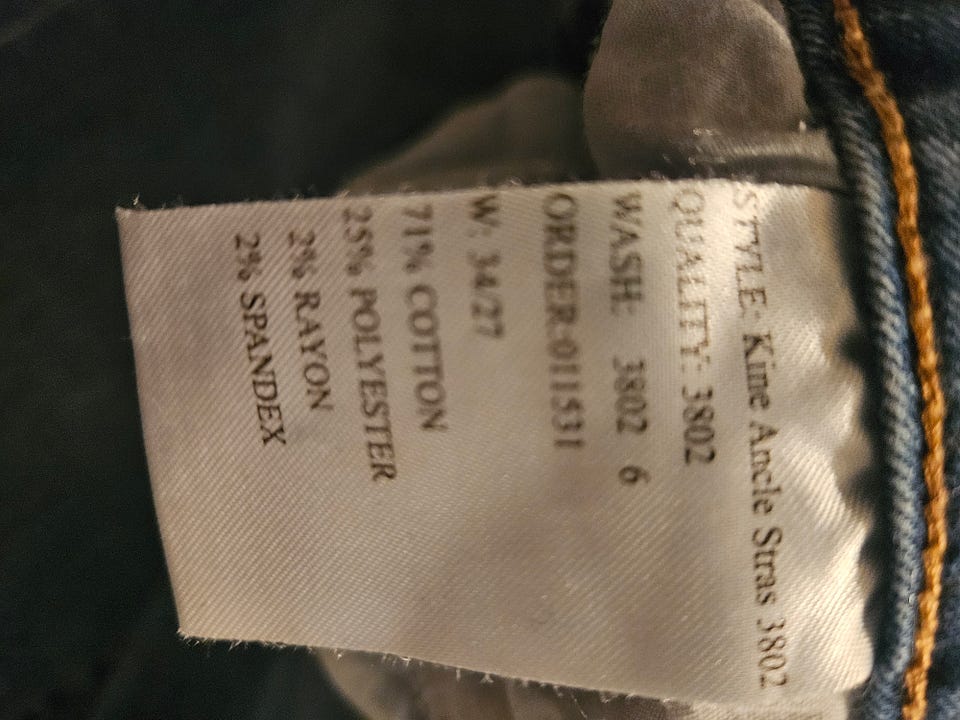 STYLE: Kine Ancle Stras 3802
QUALITY: 3802
WASH: 3802 6
ORDER:011531
W: 34/27
71% COTTON
25% POLYESTER
2% RAYON
2% SPANDEX